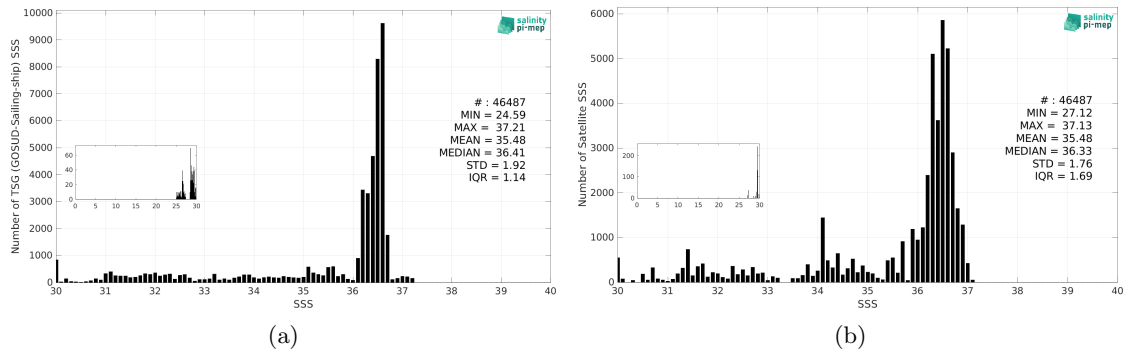 salinity
pi-mep
Number of TSG (GOSUD-Sailing-ship) SSS
10000
9000
8000
7000
6000
5000
4000
3000
2000
1000
0
# : 46487
MIN = 24.59
MAX = 37.21
MEAN = 35.48
MEDIAN = 36.41
STD = 1.92
IQR = 1.14
60
40
20
0
0 5 10 15 20 25 30
30 31 32 33 34 35 36 37 38 39 40
SSS
(a)
salinity
pi-mep
Number of Satellite SSS
6000
5000
4000
3000
2000
1000
0
# : 46487
MIN = 27.12
MAX = 37.13
MEAN = 35.48
MEDIAN = 36.33
STD = 1.76
IQR = 1.69
200
100
0
0 5 10 15 20 25 30
30 31 32 33 34 35 36 37 38 39 40
SSS
(b)